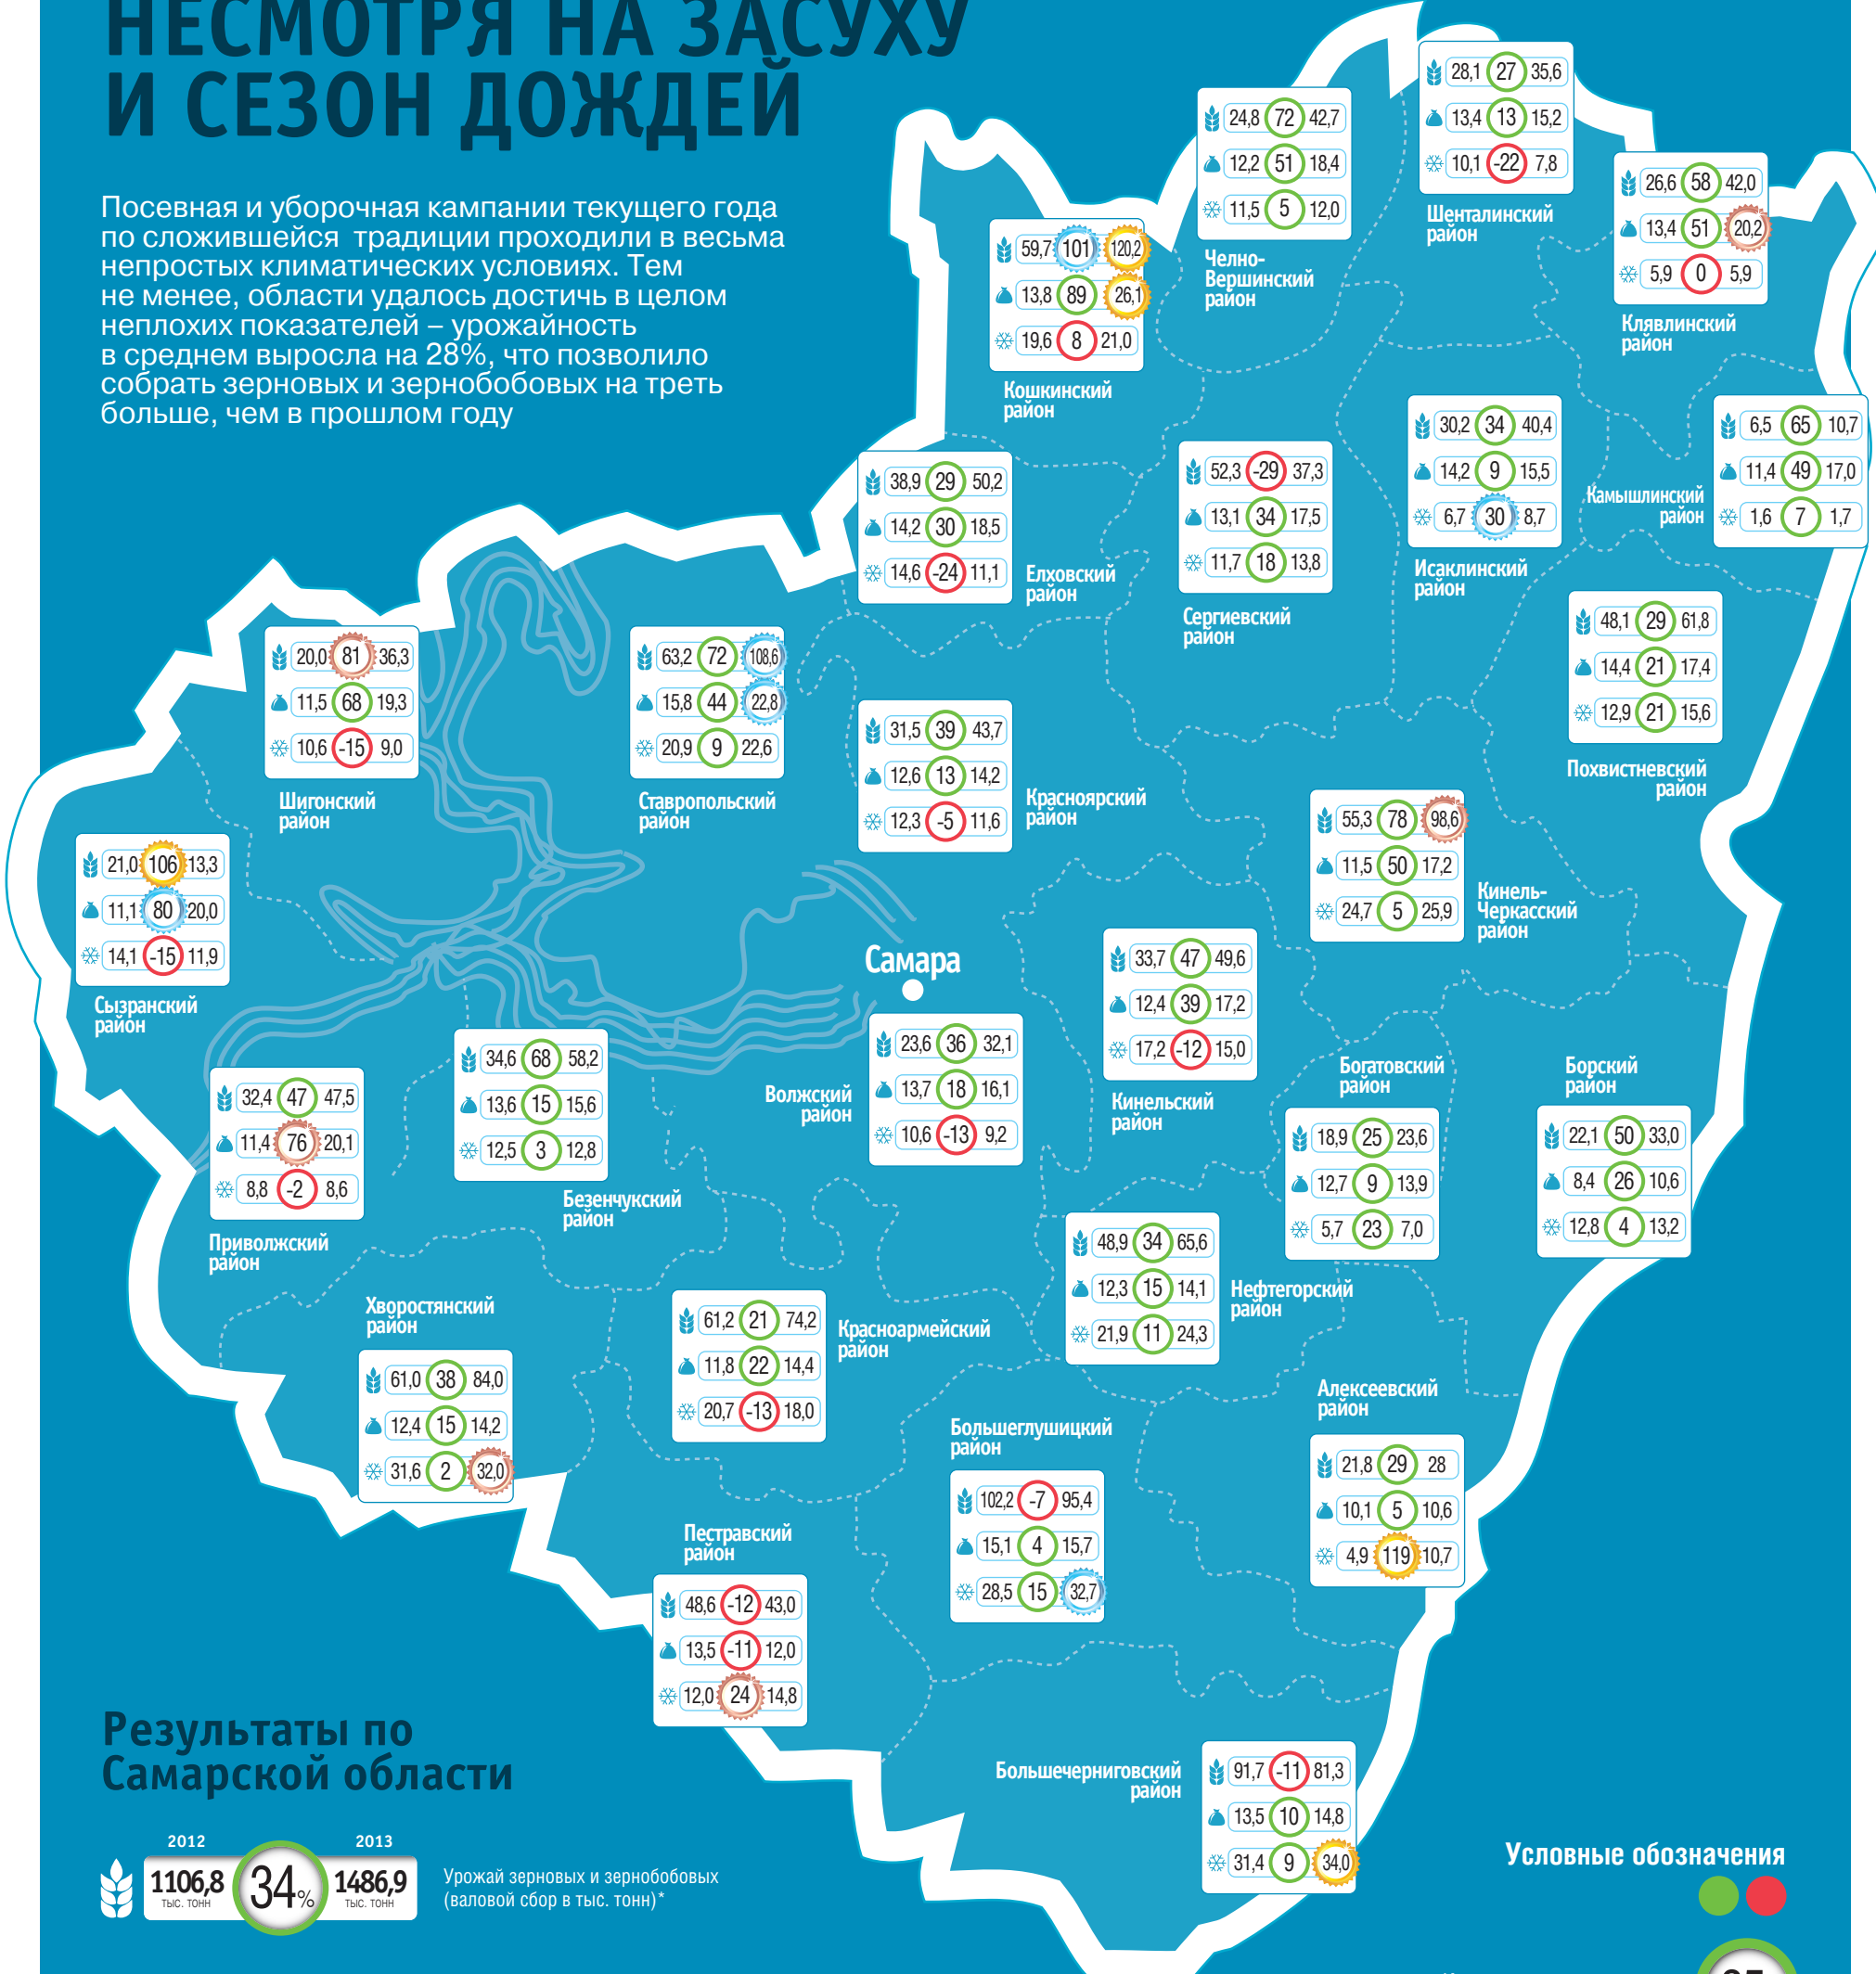 НЕСМОТРЯ НА ЗАСУХУ
И СЕЗОН ДОЖДЕЙ
Посевная и уборочная кампании текущего года
по сложившейся традиции проходили в весьма
непростых климатических условиях. Тем
не менее, области удалось достичь в целом
неплохих показателей – урожайность
в среднем выросла на 28%, что позволило
собрать зерновых и зернобобовых на треть
больше, чем в прошлом году
28,1 27 35,6
13,4 13 15,2
10,1 -22 7,8
Шенталинский
район
24,8 72 42,7
12,2 51 18,4
11,5 5 12,0
Челно-
Вершинский
район
26,6 58 42,0
13,4 51 20,2
5,9 0 5,9
Клявлинский
район
59,7 101 120,2
13,8 89 26,1
19,6 8 21,0
Кошкинский
район
30,2 34 40,4
14,2 9 15,5
6,7 30 8,7
Исаклинский
район
6,5 65 10,7
11,4 49 17,0
1,6 7 1,7
Камышлинский
район
38,9 29 50,2
14,2 30 18,5
14,6 -24 11,1
Елховский
район
52,3 -29 37,3
13,1 34 17,5
11,7 18 13,8
Сергиевский
район
48,1 29 61,8
14,4 21 17,4
12,9 21 15,6
Похвистневский
район
20,0 81 36,3
11,5 68 19,3
10,6 -15 9,0
Шигонский
район
63,2 72 108,6
15,8 44 22,8
20,9 9 22,6
Ставропольский
район
31,5 39 43,7
12,6 13 14,2
12,3 -5 11,6
Красноярский
район
55,3 78 98,6
11,5 50 17,2
24,7 5 25,9
Кинель-
Черкасский
район
21,0 106 13,3
11,1 80 20,0
14,1 -15 11,9
Сызранский
район
Самара
33,7 47 49,6
12,4 39 17,2
17,2 -12 15,0
Кинельский
район
23,6 36 32,1
13,7 18 16,1
10,6 -13 9,2
Волжский
район
34,6 68 58,2
13,6 15 15,6
12,5 3 12,8
Безенчукский
район
32,4 47 47,5
11,4 76 20,1
8,8 -2 8,6
Приволжский
район
Богатовский
район
18,9 25 23,6
12,7 9 13,9
5,7 23 7,0
Борский
район
22,1 50 33,0
8,4 26 10,6
12,8 4 13,2
48,9 34 65,6
12,3 15 14,1
21,9 11 24,3
Нефтегорский
район
Хворостянский
район
61,0 38 84,0
12,4 15 14,2
31,6 2 32,0
61,2 21 74,2
11,8 22 14,4
20,7 -13 18,0
Красноармейский
район
Алексеевский
район
21,8 29 28
10,1 5 10,6
4,9 119 10,7
Большеглушицкий
район
102,2 -7 95,4
15,1 4 15,7
28,5 15 32,7
Пестравский
район
48,6 -12 43,0
13,5 -11 12,0
12,0 24 14,8
Большечерниговский
район
91,7 -11 81,3
13,5 10 14,8
31,4 9 34,0
Результаты по
Самарской области
2012 2013
1106,8 34% 1486,9
тыс. тонн тыс. тонн
Урожай зерновых и зернобобовых
(валовой сбор в тыс. тонн)*
Условные обозначения